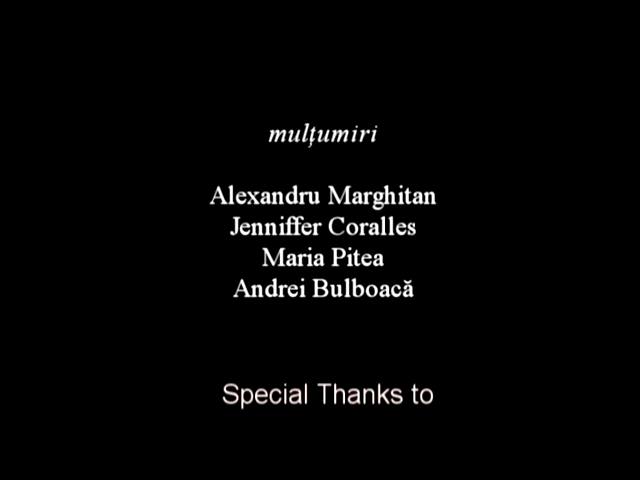 mulțumiri
Alexandru Marghitan
Jenniffer Coralles
Maria Pitea
Andrei Bulboacă
Special Thanks to